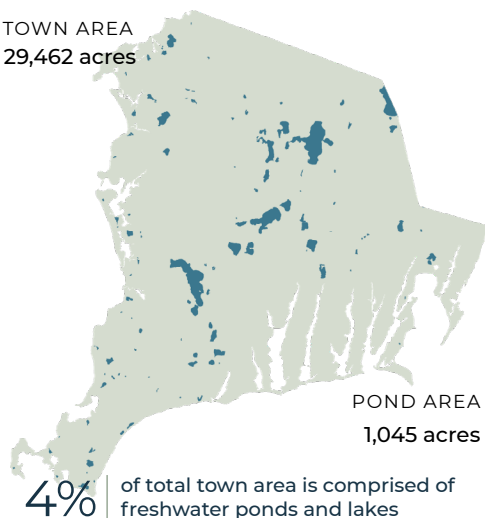 TOWN AREA
29,462 acres
POND AREA
1,045 acres
4% of total town area is comprised of
freshwater ponds and lakes